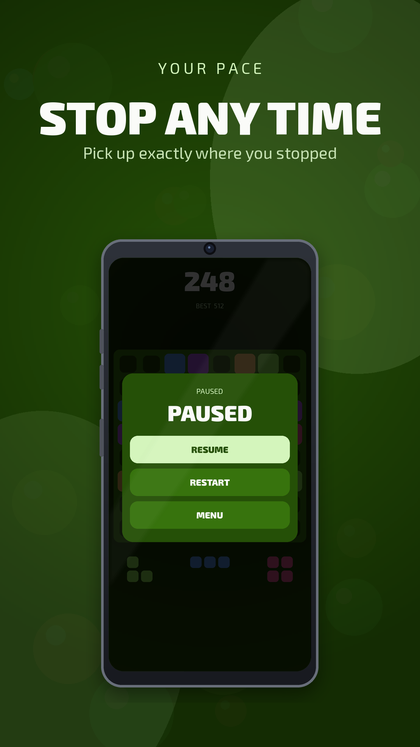 YOUR PACE
STOP ANY TIME
Pick up exactly where you stopped
248
BEST 512
PAUSED
PAUSED
RESUME
RESTART
MENU